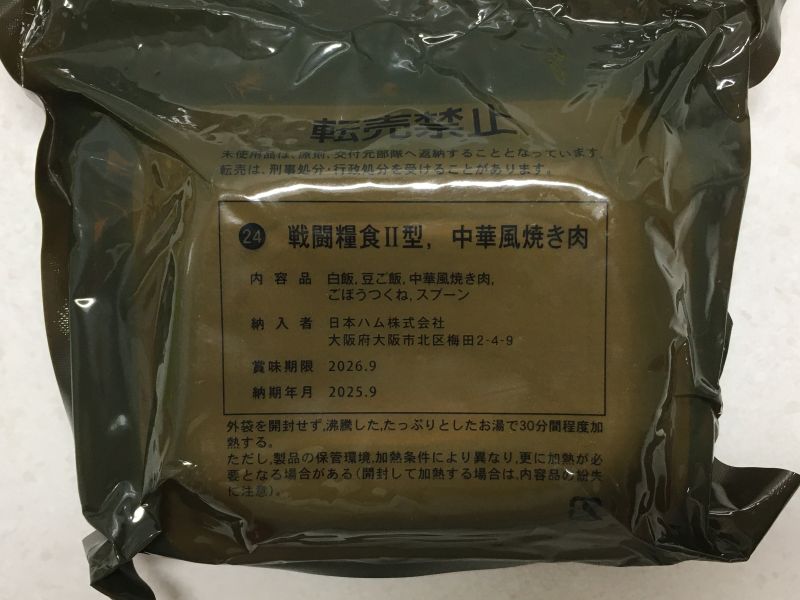 転売禁止
未使用品は、原則、交付元部隊へ返納することとなっています。
転売は、刑事処分・行政処分を受けることがあります。
24 戦闘糧食II型, 中華風焼き肉
内容品 白飯, 豆ご飯, 中華風焼き肉,
ごぼうつくね, スプーン
納入者 日本ハム株式会社
大阪府大阪市北区梅田2-4-9
賞味期限 2026.9
納期年月 2025.9
外袋を開封せず,沸騰した,たっぷりとしたお湯で30分間程度加
熱する。
ただし,製品の保管環境,加熱条件により異なり,更に加熱が必
要となる場合がある(開封して加熱する場合は,内容品の紛失
に注意)。